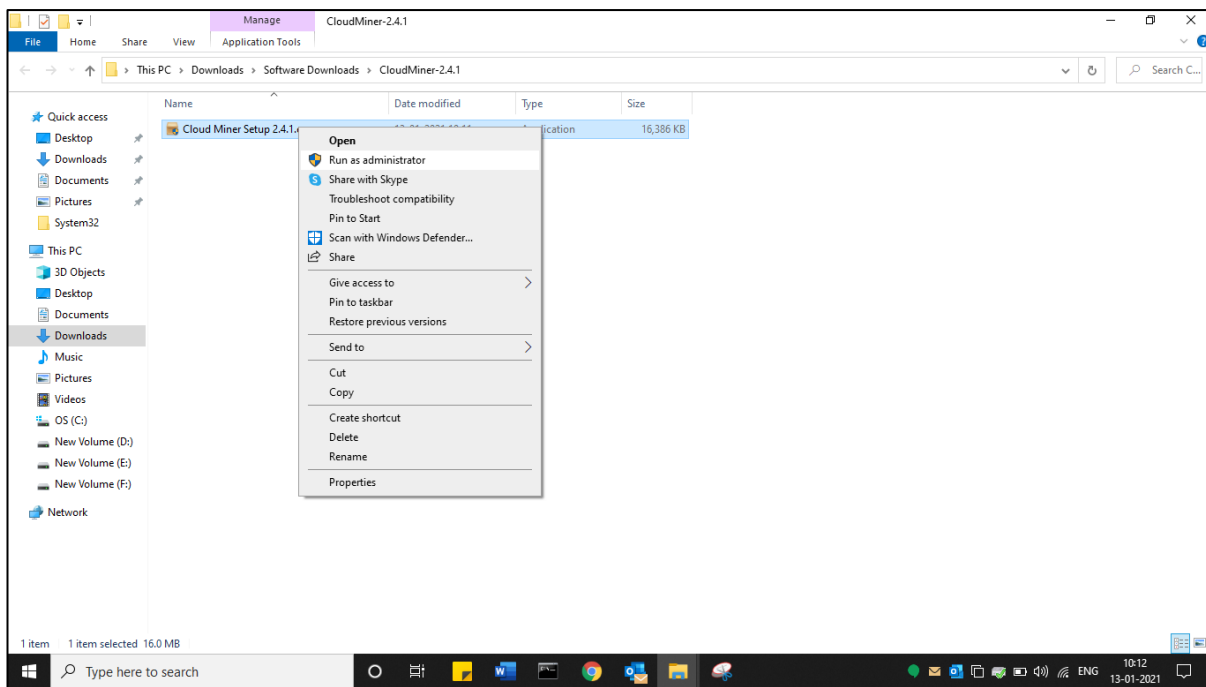 Manage CloudMiner-2.4.1
File Home Share View Application Tools
This PC > Downloads > Software Downloads > CloudMiner-2.4.1
Search C...
Name Date modified Type Size
Cloud Miner Setup 2.4.1. 16,386 KB
Quick access
Desktop
Downloads
Documents
Pictures
System32
This PC
3D Objects
Desktop
Documents
Downloads
Music
Pictures
Videos
OS (C:)
New Volume (D:)
New Volume (E:)
New Volume (F:)
Network
Open
Run as administrator
Share with Skype
Troubleshoot compatibility
Pin to Start
Scan with Windows Defender...
Share
Give access to
Pin to taskbar
Restore previous versions
Send to
Cut
Copy
Create shortcut
Delete
Rename
Properties
1 item 1 item selected 16.0 MB
Type here to search
ENG
10:12
13-01-2021